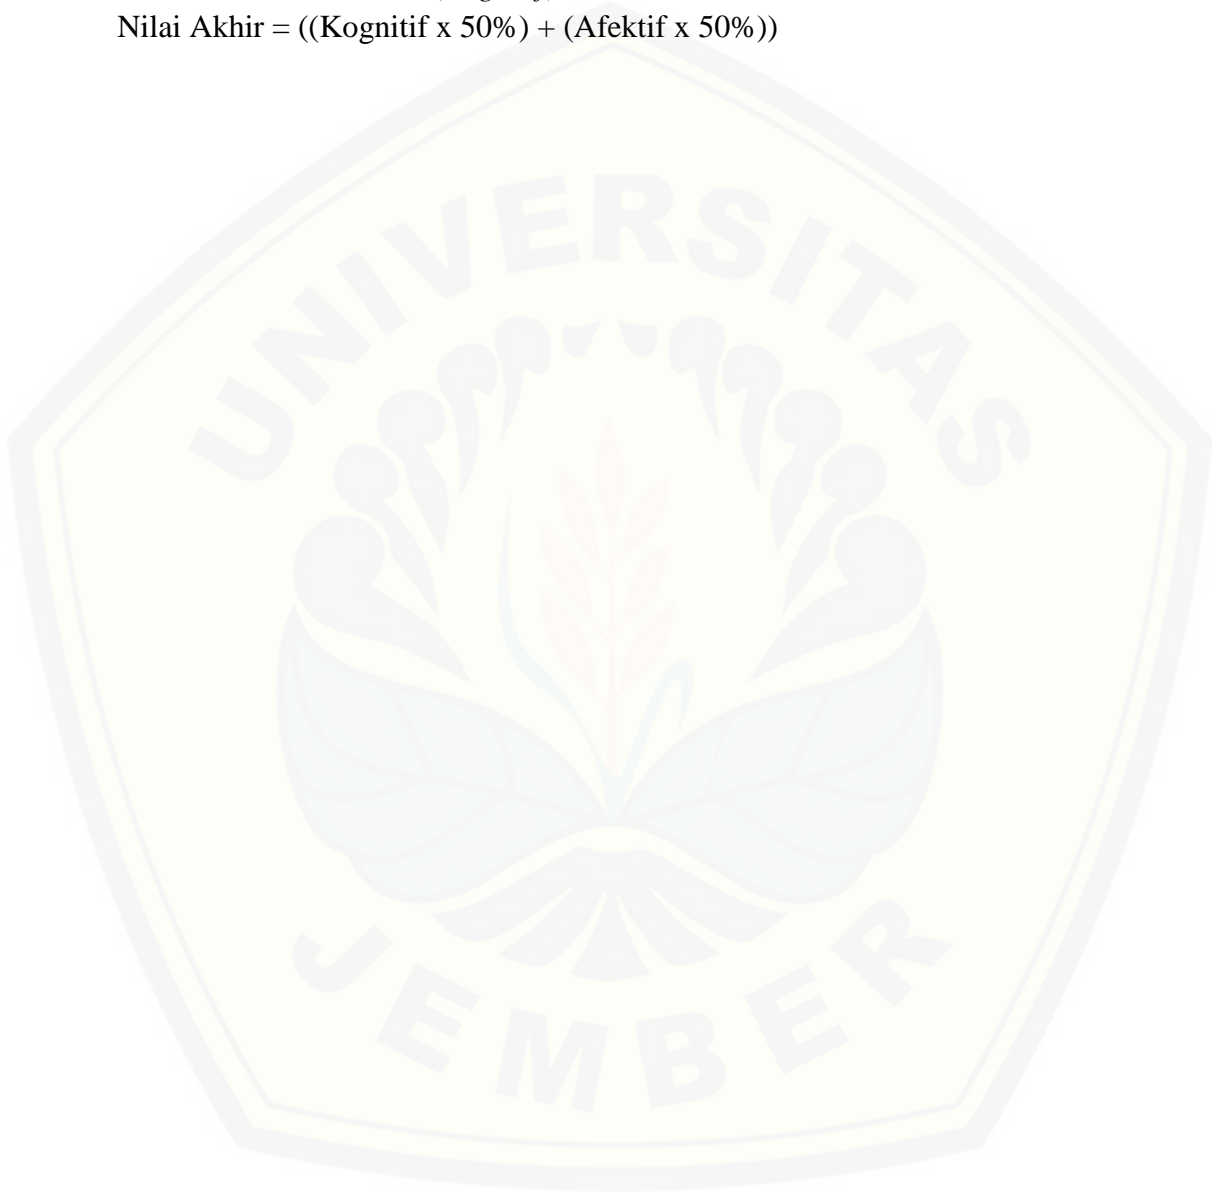 Nilai Akhir = ((Kognitif x 50%) + (Afektif x 50%))
UNIVERSITAS
JEMBER